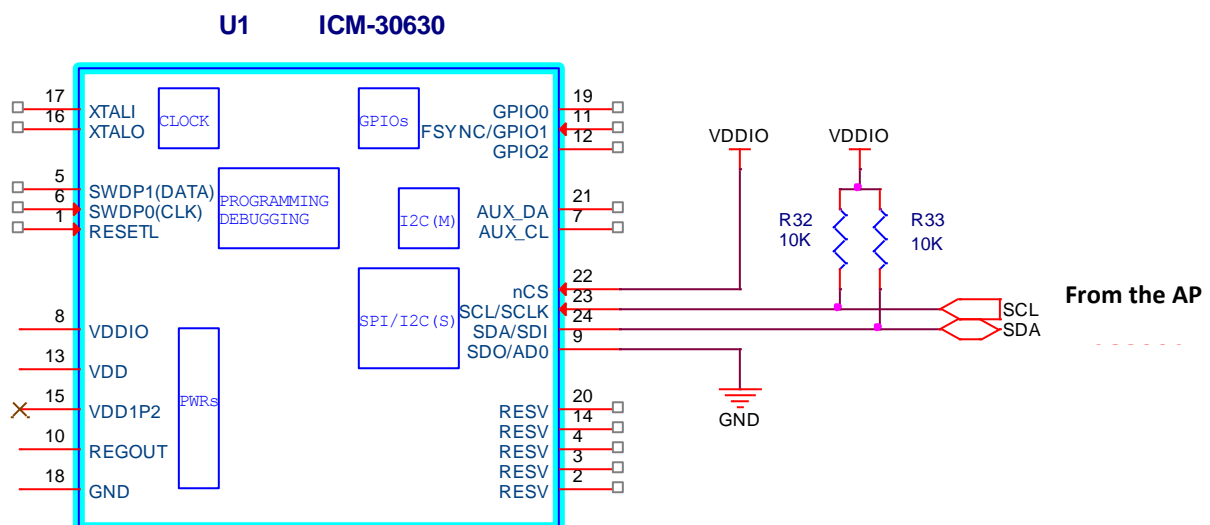 U1 ICM-30630
17 XTALI
16 XTALO
CLOCK
GPIOs
GPIO0 19
FSYNC/GPIO1 11
GPIO2 12
5 SWDP1(DATA)
6 SWDP0(CLK)
1 RESETL
PROGRAMMING
DEBUGGING
I2C(M)
AUX_DA 21
AUX_CL 7
nCS 22
SCL/SCLK 23
SDA/SDI 24
SDO/AD0 9
SPI/I2C(S)
8 VDDIO
13 VDD
15 VDD1P2
10 REGOUT
18 GND
PWRs
RESV 20
RESV 14
RESV 4
RESV 3
RESV 2
VDDIO
VDDIO
R32
10K
R33
10K
From the AP
SCL
SDA
GND